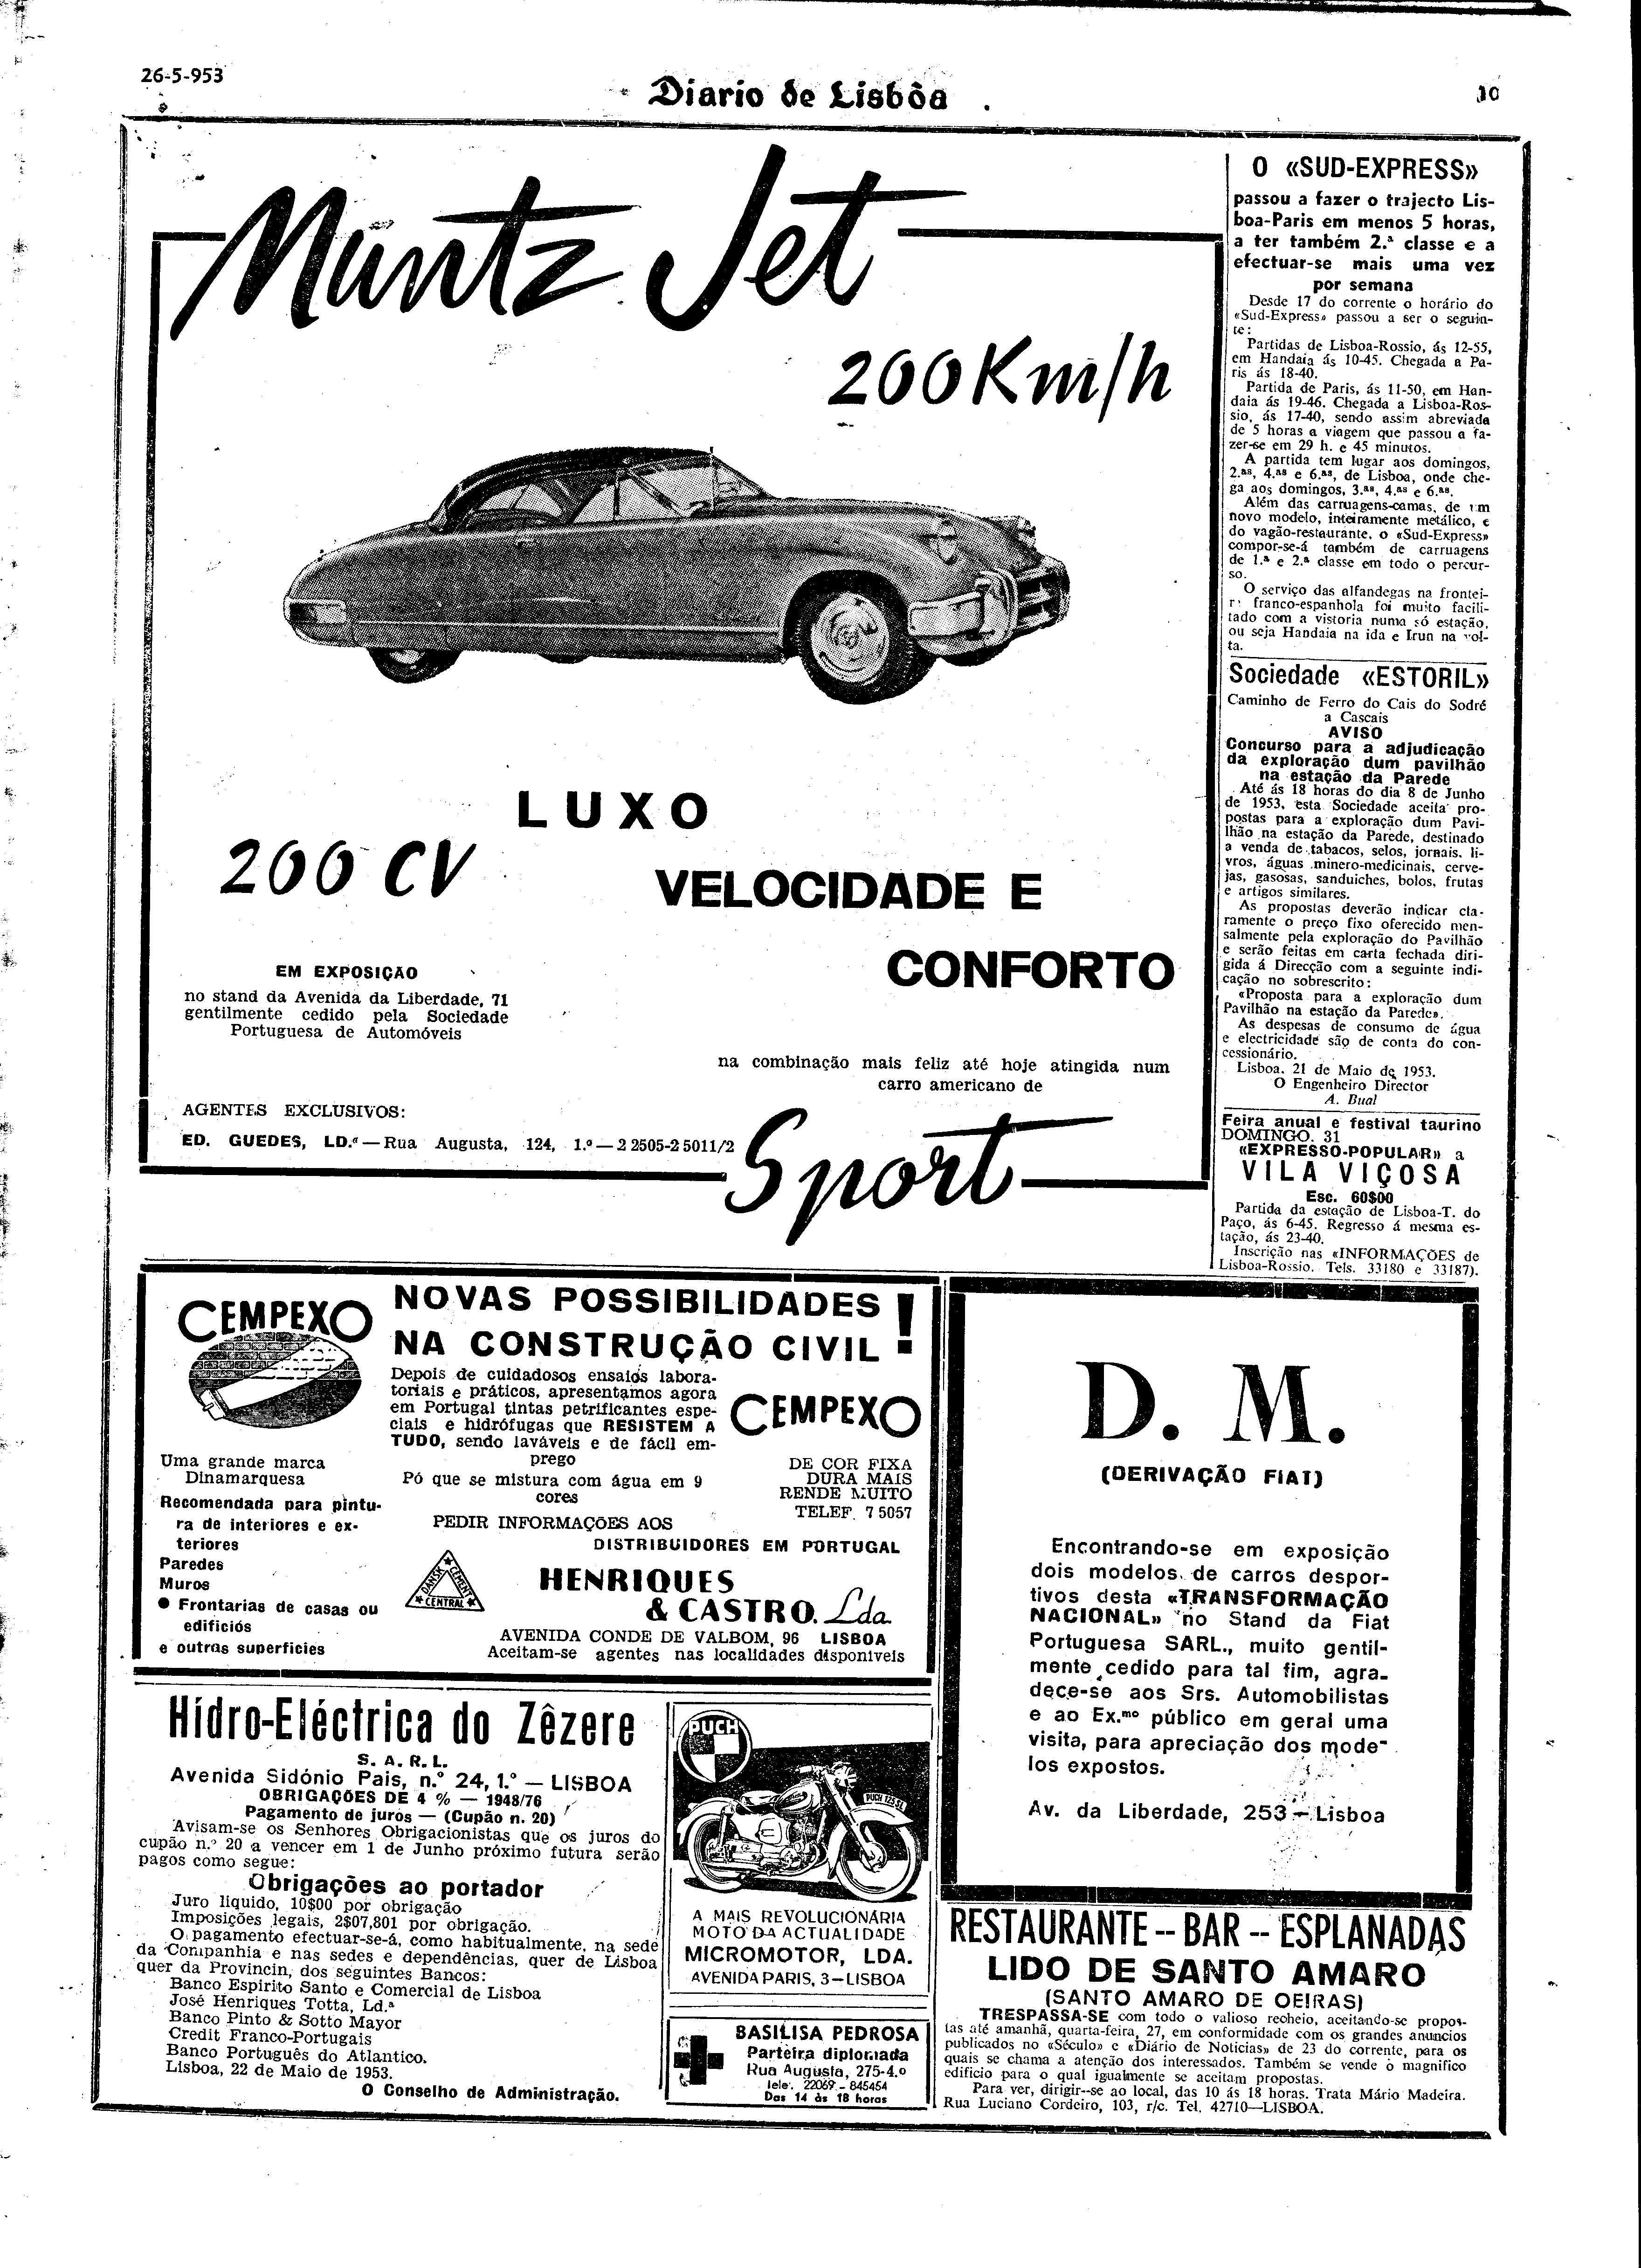 26-5-953
Diario de Lisbôa
10
Muntz Jet
200 Km/h
LUXO
200 CV
VELOCIDADE E
CONFORTO
EM EXPOSIÇÃO
no stand da Avenida da Liberdade, 71
gentilmente cedido pela Sociedade
Portuguesa de Automóveis
na combinação mais feliz até hoje atingida num
carro americano de
AGENTES EXCLUSIVOS:
ED. GUEDES, LD.ª — Rua Augusta, 124, 1.º — 2 2505-2 5011/2
Sport
O «SUD-EXPRESS»
passou a fazer o trajecto Lis-
boa-Paris em menos 5 horas,
a ter também 2.ª classe e a
efectuar-se mais uma vez
por semana
Desde 17 do corrente o horário do
«Sud-Express» passou a ser o seguin-
te:
Partidas de Lisboa-Rossio, ás 12-55,
em Handaia ás 10-45. Chegada a Pa-
ris ás 18-40.
Partida de Paris, ás 11-50, em Han-
daia ás 19-46. Chegada a Lisboa-Ros-
sio, ás 17-40, sendo assim abreviada
de 5 horas a viagem que passou a fa-
zer-se em 29 h. e 45 minutos.
A partida tem lugar aos domingos,
2.as, 4.as e 6.as, de Lisboa, onde che-
ga aos domingos, 3.as, 4.as e 6.as.
Além das carruagens-camas, de um
novo modelo, inteiramente metálico, e
do vagão-restaurante, o «Sud-Express»
compor-se-á também de carruagens
de 1.ª e 2.ª classe em todo o percur-
so.
O serviço das alfandegas na frontei-
r franco-espanhola foi muito facili-
tado com a vistoria numa só estação,
ou seja Handaia na ida e Irun na vol-
ta.
Sociedade «ESTORIL»
Caminho de Ferro do Cais do Sodré
a Cascais
AVISO
Concurso para a adjudicação
da exploração dum pavilhão
na estação da Parede
Até ás 18 horas do dia 8 de Junho
de 1953, esta Sociedade aceita pro-
postas para a exploração dum Pavi-
lhão na estação da Parede, destinado
a venda de tabacos, selos, jornais, li-
vros, águas minero-medicinais, cerve-
jas, gasosas, sanduiches, bolos, frutas
e artigos similares.
As propostas deverão indicar cla-
ramente o preço fixo oferecido men-
salmente pela exploração do Pavilhão
e serão feitas em carta fechada diri-
gida á Direcção com a seguinte indi-
cação no sobrescrito:
«Proposta para a exploração dum
Pavilhão na estação da Parede».
As despesas de consumo de água
e electricidade são de conta do con-
cessionário.
Lisboa, 21 de Maio de 1953.
O Engenheiro Director
A. Bual
Feira anual e festival taurino
DOMINGO, 31
«EXPRESSO-POPULAR» a
VILA VIÇOSA
Esc. 60$00
Partida da estação de Lisboa-T. do
Paço, ás 6-45. Regresso á mesma es-
tação, ás 23-40.
Inscrição nas «INFORMAÇÕES de
Lisboa-Rossio. Tels. 33180 e 33187).
CEMPEXO
NOVAS POSSIBILIDADES
NA CONSTRUÇÃO CIVIL!
Depois de cuidadosos ensaios labora-
toriais e práticos, apresentamos agora
em Portugal tintas petrificantes espe-
ciais e hidrófugas que RESISTEM A
TUDO, sendo laváveis e de fácil em-
prego
Pó que se mistura com água em 9
cores
CEMPEXO
DE COR FIXA
DURA MAIS
RENDE MUITO
TELEF. 7 5057
Uma grande marca
Dinamarquesa
Recomendada para pintu-
ra de interiores e ex-
teriores
Paredes
Muros
● Frontarias de casas ou
edifícios
e outras superficies
PEDIR INFORMAÇÕES AOS
DISTRIBUIDORES EM PORTUGAL
DANSK CEMENT CENTRAL
HENRIQUES
& CASTRO, Lda.
AVENIDA CONDE DE VALBOM, 96 LISBOA
Aceitam-se agentes nas localidades disponíveis
D. M.
(DERIVAÇÃO FIAT)
Encontrando-se em exposição
dois modelos de carros despor-
tivos desta «TRANSFORMAÇÃO
NACIONAL» no Stand da Fiat
Portuguesa SARL., muito gentil-
mente cedido para tal fim, agra-
dece-se aos Srs. Automobilistas
e ao Ex.mo público em geral uma
visita, para apreciação dos mode-
los expostos.
Av. da Liberdade, 253 — Lisboa
Hidro-Eléctrica do Zêzere
S. A. R. L.
Avenida Sidónio Pais, n.º 24, 1.º — LISBOA
OBRIGAÇÕES DE 4 % — 1948/76
Pagamento de juros — (Cupão n. 20)
Avisam-se os Senhores Obrigacionistas que os juros do
cupão n.º 20 a vencer em 1 de Junho próximo futura serão
pagos como segue:
Obrigações ao portador
Juro liquido, 10$00 por obrigação
Imposições legais, 2$07,801 por obrigação.
O pagamento efectuar-se-á, como habitualmente, na sede
da Companhia e nas sedes e dependências, quer de Lisboa
quer da Provincin, dos seguintes Bancos:
Banco Espirito Santo e Comercial de Lisboa
José Henriques Totta, Ld.ª
Banco Pinto & Sotto Mayor
Credit Franco-Portugais
Banco Português do Atlantico.
Lisboa, 22 de Maio de 1953.
O Conselho de Administração.
PUCH
PUCH 125 SL
A MAIS REVOLUCIONÁRIA
MOTO DA ACTUALIDADE
MICROMOTOR, LDA.
AVENIDA PARIS, 3 — LISBOA
BASILISA PEDROSA
Parteira diplomada
Rua Augusta, 275-4.º
Tele. 22069 - 845454
Das 14 às 18 horas
RESTAURANTE -- BAR -- ESPLANADAS
LIDO DE SANTO AMARO
(SANTO AMARO DE OEIRAS)
TRESPASSA-SE com todo o valioso recheio, aceitando-se propos-
tas até amanhã, quarta-feira, 27, em conformidade com os grandes anuncios
publicados no «Século» e «Diário de Noticias» de 23 do corrente, para os
quais se chama a atenção dos interessados. Também se vende o magnifico
edificio para o qual igualmente se aceitam propostas.
Para ver, dirigir--se ao local, das 10 ás 18 horas. Trata Mário Madeira.
Rua Luciano Cordeiro, 103, r/c. Tel. 42710—LISBOA.